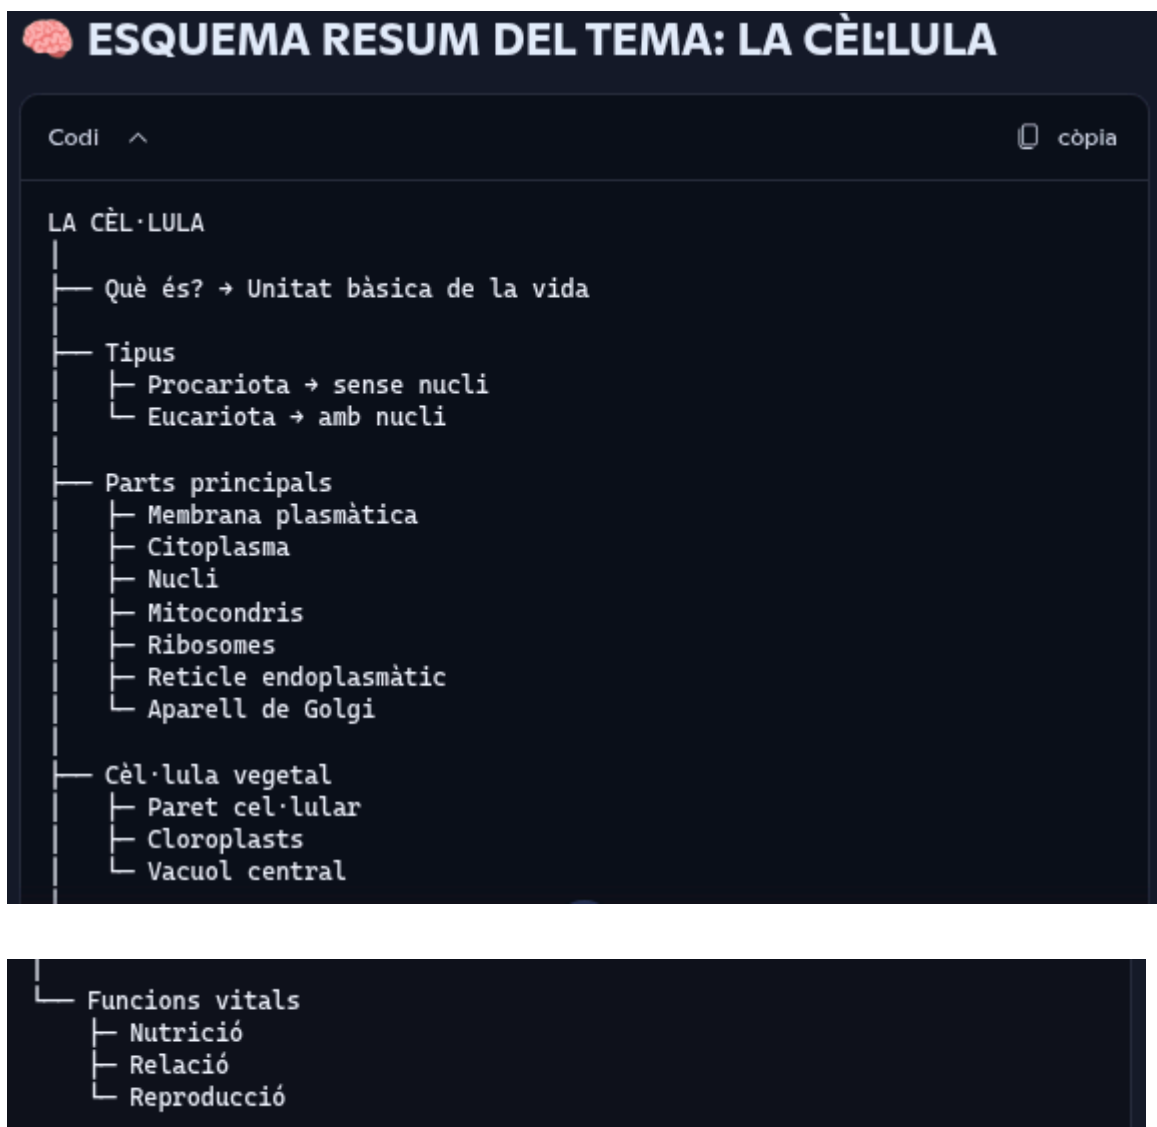 🧠 ESQUEMA RESUM DEL TEMA: LA CÈL·LULA
Codi
còpia
LA CÈL·LULA
│
├── Què és? → Unitat bàsica de la vida
│
├── Tipus
│   ├─ Procariota → sense nucli
│   └─ Eucariota → amb nucli
│
├── Parts principals
│   ├─ Membrana plasmàtica
│   ├─ Citoplasma
│   ├─ Nucli
│   ├─ Mitocondris
│   ├─ Ribosomes
│   ├─ Reticle endoplasmàtic
│   └─ Aparell de Golgi
│
├── Cèl·lula vegetal
│   ├─ Paret cel·lular
│   ├─ Cloroplasts
│   └─ Vacuol central
│
└── Funcions vitals
    ├─ Nutrició
    ├─ Relació
    └─ Reproducció